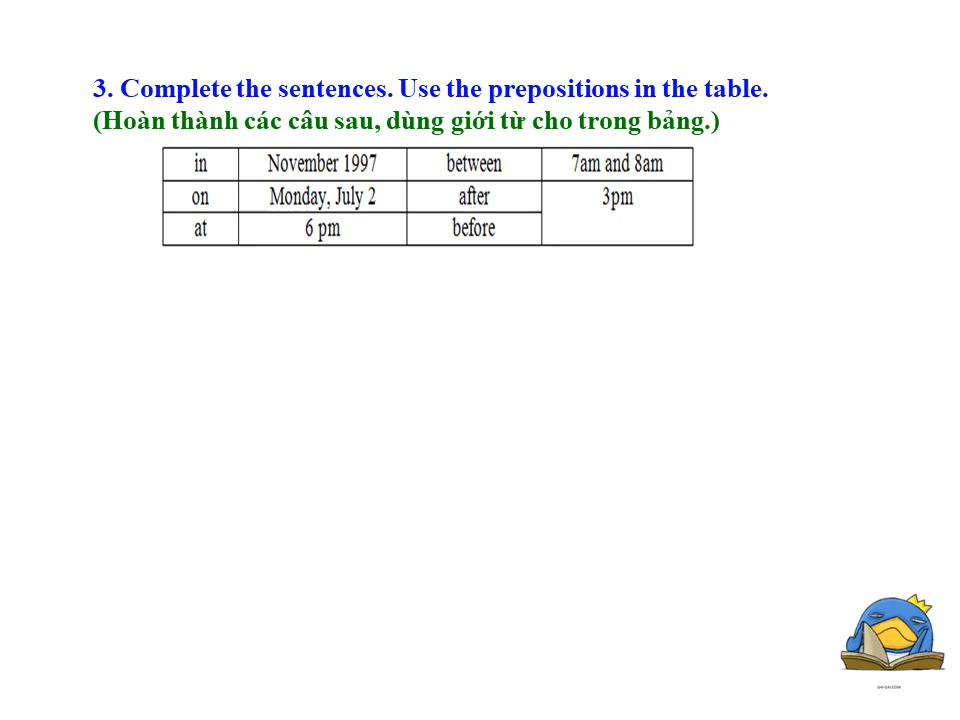 3. Complete the sentences. Use the prepositions in the table.
(Hoàn thành các câu sau, dùng giới từ cho trong bảng.)
in November 1997 between 7am and 8am
on Monday, July 2 after 3pm
at 6 pm before